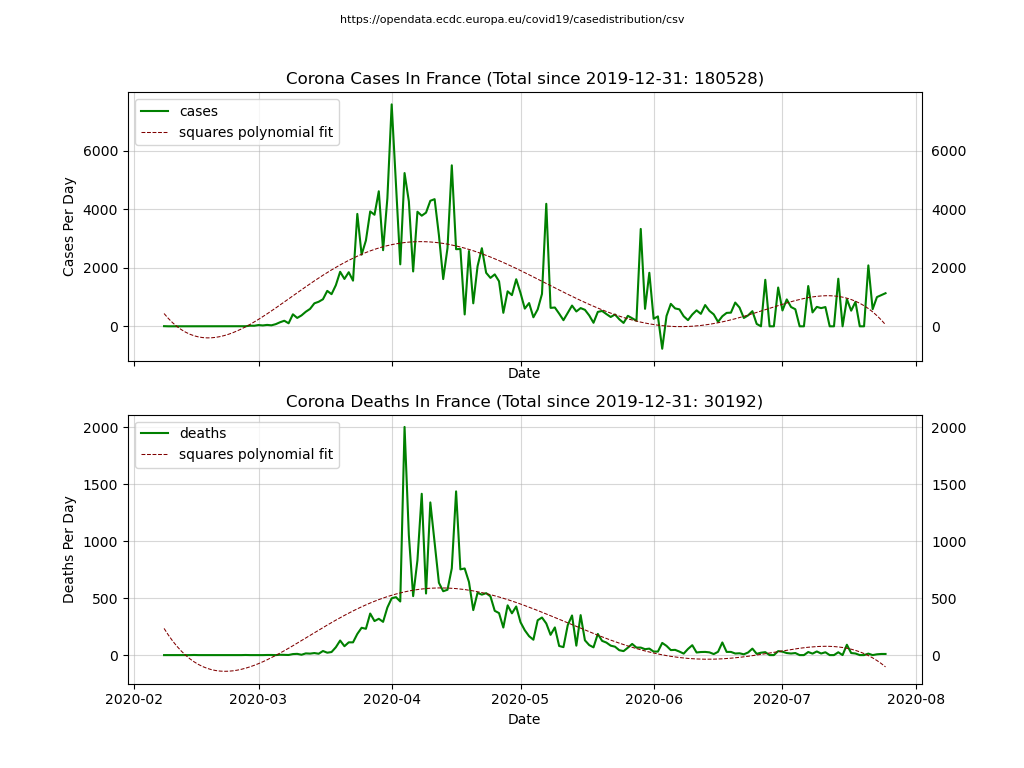 https://opendata.ecdc.europa.eu/covid19/casedistribution/csv
Corona Cases In France (Total since 2019-12-31: 180528)
cases
squares polynomial fit
6000
4000
2000
0
Cases Per Day
6000
4000
2000
0
Date
Corona Deaths In France (Total since 2019-12-31: 30192)
deaths
squares polynomial fit
2000
1500
1000
500
0
Deaths Per Day
2000
1500
1000
500
0
2020-02 2020-03 2020-04 2020-05 2020-06 2020-07 2020-08
Date